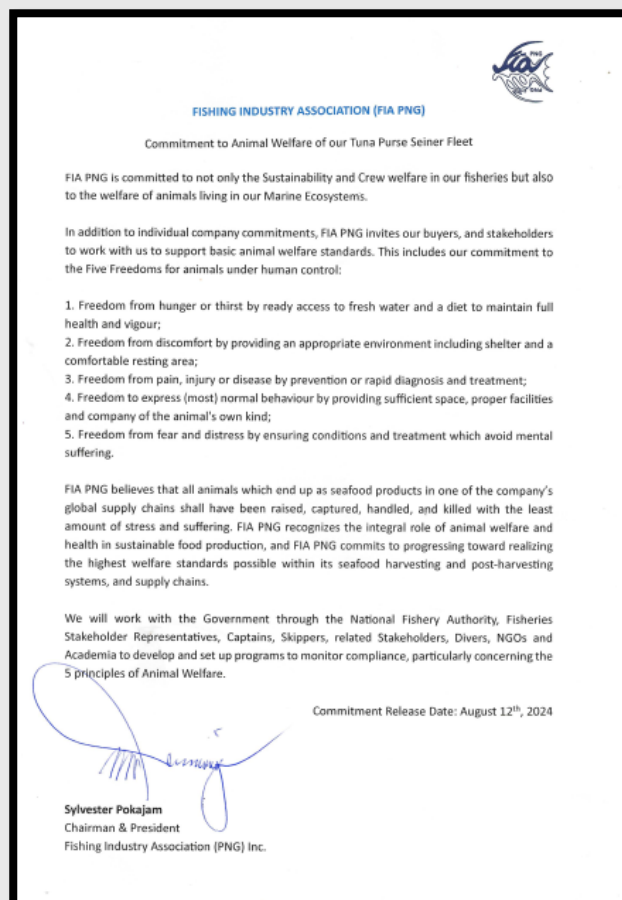 PNG
fia
FISHING INDUSTRY ASSOCIATION (FIA PNG)
Commitment to Animal Welfare of our Tuna Purse Seiner Fleet
FIA PNG is committed to not only the Sustainability and Crew welfare in our fisheries but also
to the welfare of animals living in our Marine Ecosystems.
In addition to individual company commitments, FIA PNG invites our buyers, and stakeholders
to work with us to support basic animal welfare standards. This includes our commitment to
the Five Freedoms for animals under human control:
1. Freedom from hunger or thirst by ready access to fresh water and a diet to maintain full
health and vigour;
2. Freedom from discomfort by providing an appropriate environment including shelter and a
comfortable resting area;
3. Freedom from pain, injury or disease by prevention or rapid diagnosis and treatment;
4. Freedom to express (most) normal behaviour by providing sufficient space, proper facilities
and company of the animal's own kind;
5. Freedom from fear and distress by ensuring conditions and treatment which avoid mental
suffering.
FIA PNG believes that all animals which end up as seafood products in one of the company's
global supply chains shall have been raised, captured, handled, and killed with the least
amount of stress and suffering. FIA PNG recognizes the integral role of animal welfare and
health in sustainable food production, and FIA PNG commits to progressing toward realizing
the highest welfare standards possible within its seafood harvesting and post-harvesting
systems, and supply chains.
We will work with the Government through the National Fishery Authority, Fisheries
Stakeholder Representatives, Captains, Skippers, related Stakeholders, Divers, NGOs and
Academia to develop and set up programs to monitor compliance, particularly concerning the
5 principles of Animal Welfare.
Commitment Release Date: August 12th, 2024
Sylvester Pokajam
Chairman & President
Fishing Industry Association (PNG) Inc.